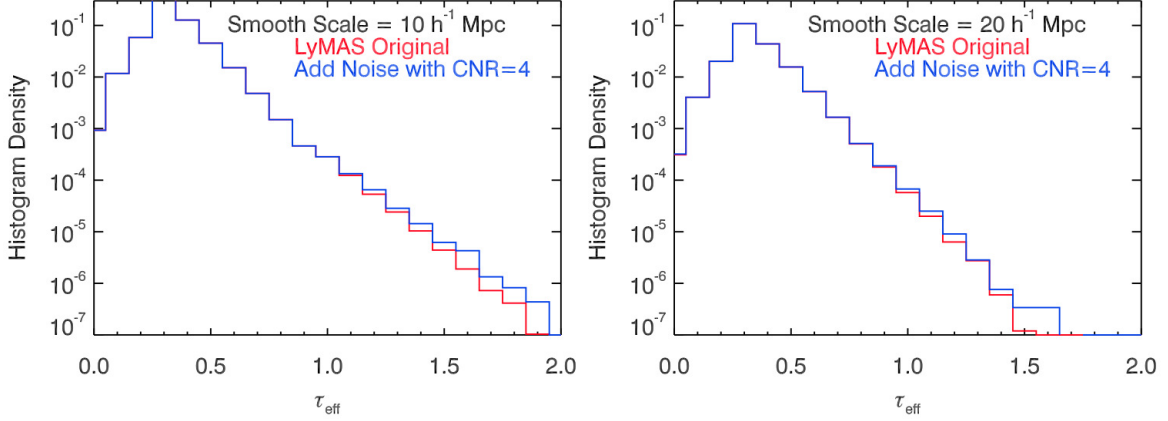 Smooth Scale = 10 h⁻¹ Mpc
LyMAS Original
Add Noise with CNR=4
Histogram Density
10⁻¹
10⁻²
10⁻³
10⁻⁴
10⁻⁵
10⁻⁶
10⁻⁷
0.0 0.5 1.0 1.5 2.0
τeff
Smooth Scale = 20 h⁻¹ Mpc
LyMAS Original
Add Noise with CNR=4
Histogram Density
10⁻¹
10⁻²
10⁻³
10⁻⁴
10⁻⁵
10⁻⁶
10⁻⁷
0.0 0.5 1.0 1.5 2.0
τeff